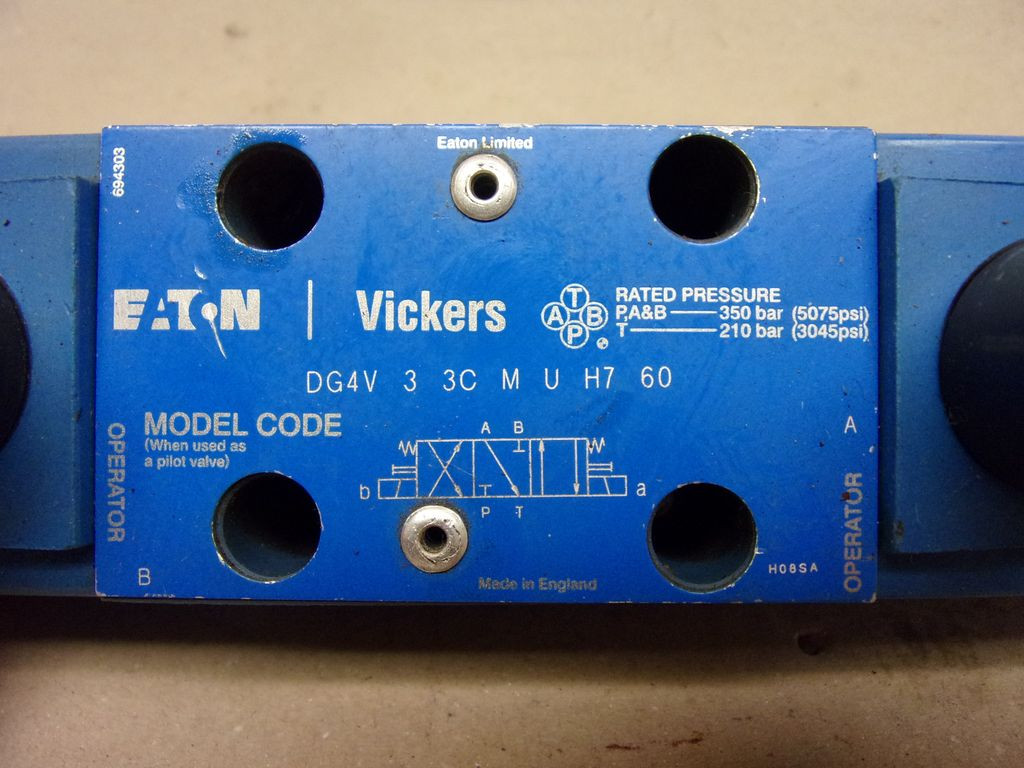 694303
Eaton Limited
EATON | Vickers
T
A B
P
RATED PRESSURE
P,A&B 350 bar (5075psi)
T 210 bar (3045psi)
DG4V 3 3C M U H7 60
MODEL CODE
(When used as
a pilot valve)
OPERATOR
B
A B
b a
P T
A
OPERATOR
H08SA
Made in England